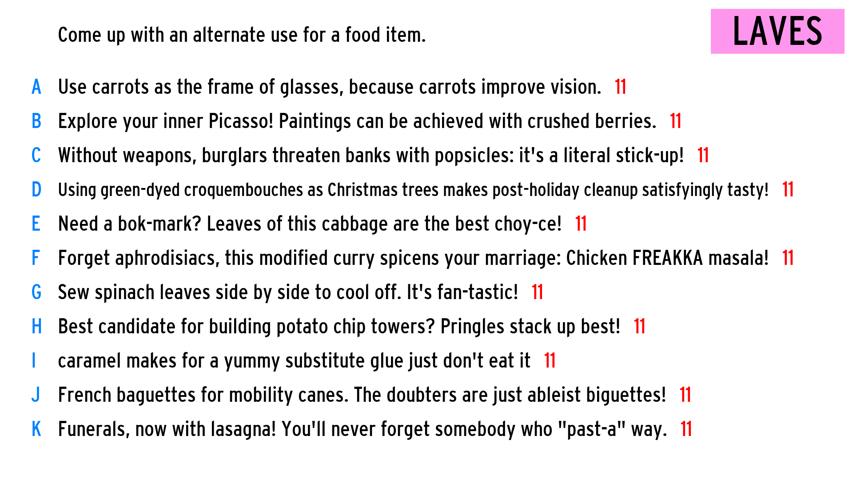 Come up with an alternate use for a food item.
LAVES
A Use carrots as the frame of glasses, because carrots improve vision. 11
B Explore your inner Picasso! Paintings can be achieved with crushed berries. 11
C Without weapons, burglars threaten banks with popsicles: it's a literal stick-up! 11
D Using green-dyed croquembouches as Christmas trees makes post-holiday cleanup satisfyingly tasty! 11
E Need a bok-mark? Leaves of this cabbage are the best choy-ce! 11
F Forget aphrodisiacs, this modified curry spicens your marriage: Chicken FREAKKA masala! 11
G Sew spinach leaves side by side to cool off. It's fan-tastic! 11
H Best candidate for building potato chip towers? Pringles stack up best! 11
I caramel makes for a yummy substitute glue just don't eat it 11
J French baguettes for mobility canes. The doubters are just ableist biguettes! 11
K Funerals, now with lasagna! You'll never forget somebody who "past-a" way. 11